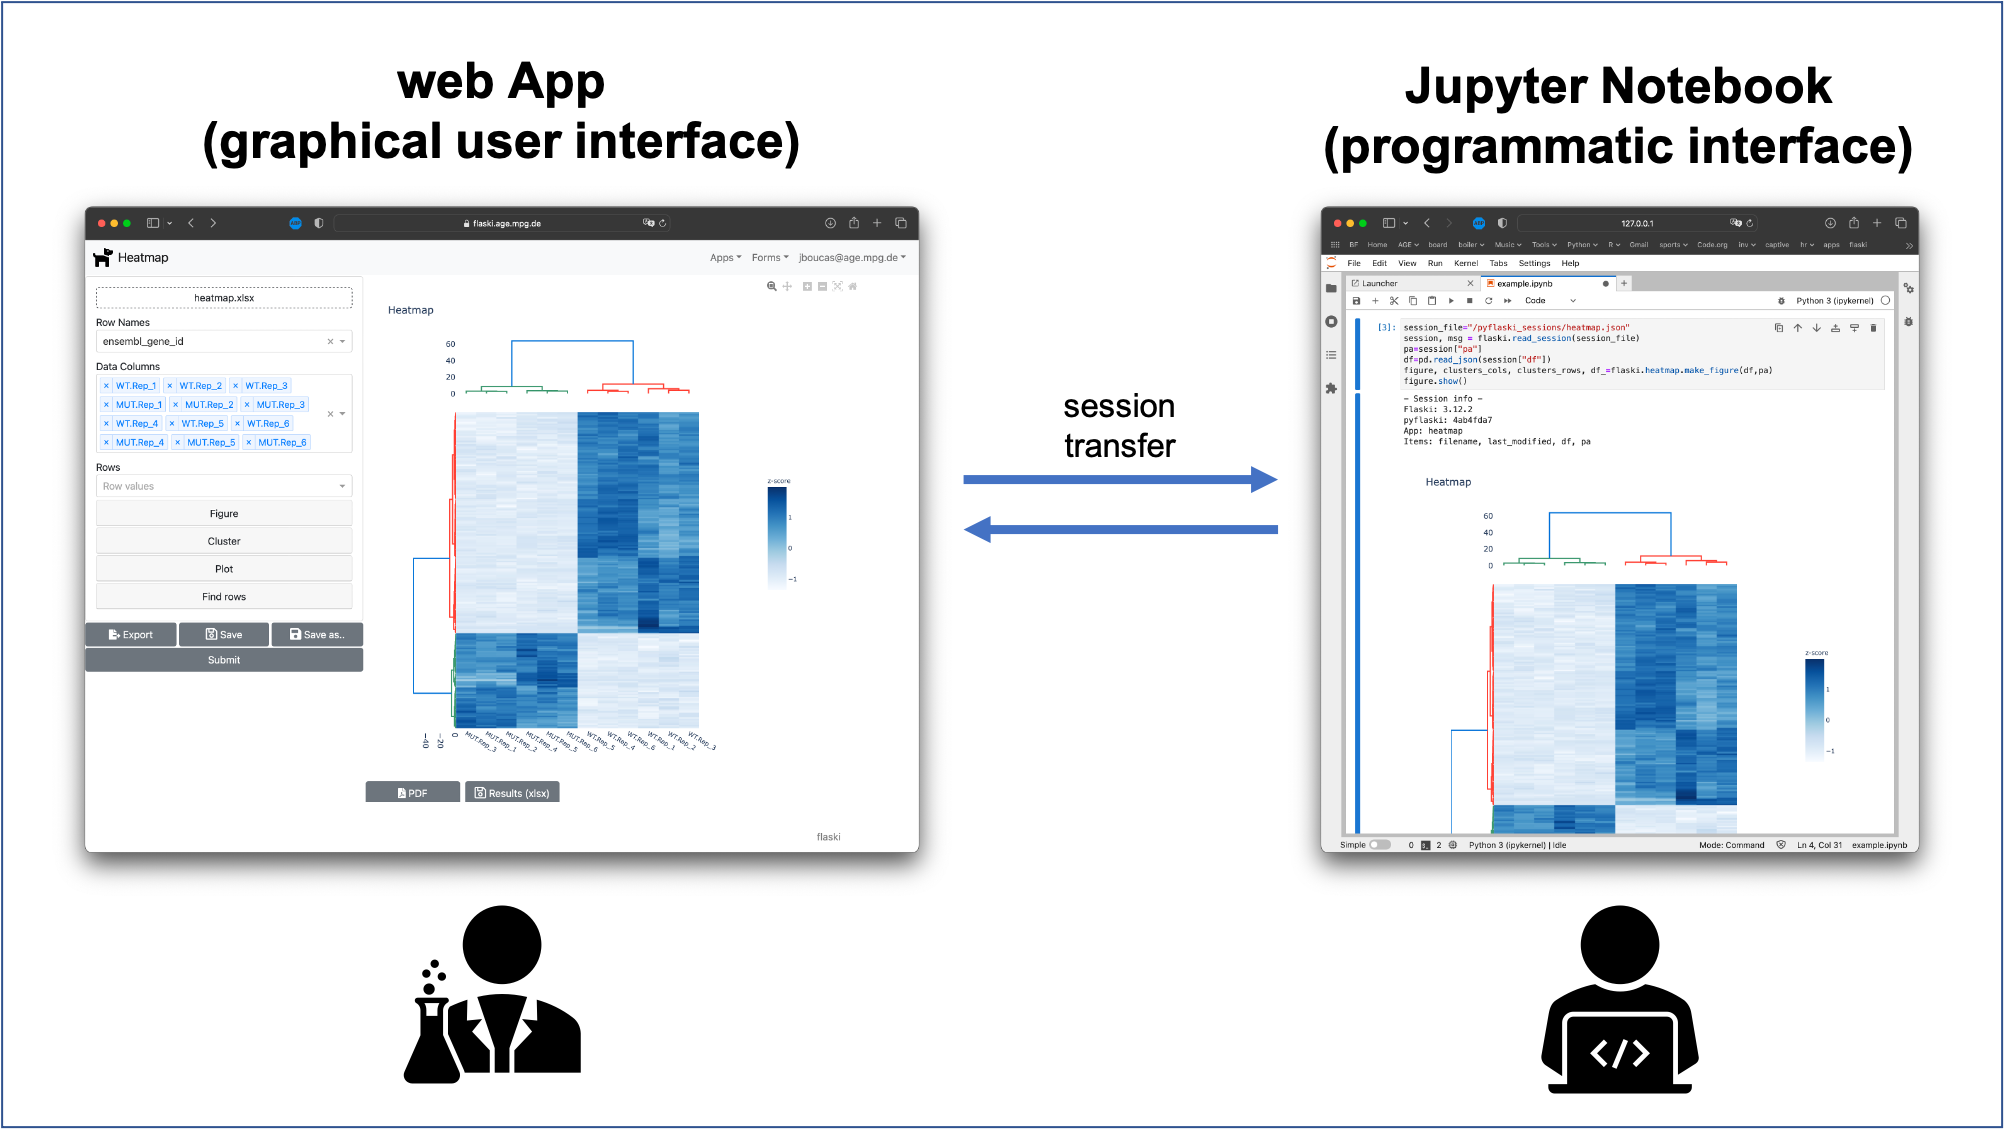 web App
(graphical user interface)
Jupyter Notebook
(programmatic interface)
flaski.age.mpg.de
Heatmap
Apps
Forms
jboucas@age.mpg.de
heatmap.xlsx
Row Names
ensembl_gene_id
Data Columns
× WT.Rep_1 × WT.Rep_2 × WT.Rep_3
× MUT.Rep_1 × MUT.Rep_2 × MUT.Rep_3
× WT.Rep_4 × WT.Rep_5 × WT.Rep_6
× MUT.Rep_4 × MUT.Rep_5 × MUT.Rep_6
Rows
Row values
Figure
Cluster
Plot
Find rows
Export
Save
Save as..
Submit
Heatmap
60
40
20
0
z-score
1
0
−1
−40
−20
0
MUT.Rep_3
MUT.Rep_1
MUT.Rep_2
MUT.Rep_4
MUT.Rep_5
MUT.Rep_6
WT.Rep_5
WT.Rep_4
WT.Rep_6
WT.Rep_1
WT.Rep_2
WT.Rep_3
PDF
Results (xlsx)
flaski
session
transfer
127.0.0.1
BF Home AGE board boiler Music Tools Python R Gmail sports Code.org inv captive hr apps flaski
File Edit View Run Kernel Tabs Settings Help
Launcher
example.ipynb
Code
Python 3 (ipykernel)
[3]: session_file="/pyflaski_sessions/heatmap.json"
session, msg = flaski.read_session(session_file)
pa=session["pa"]
df=pd.read_json(session["df"])
figure, clusters_cols, clusters_rows, df_=flaski.heatmap.make_figure(df,pa)
figure.show()
– Session info –
Flaski: 3.12.2
pyflaski: 4ab4fda7
App: heatmap
Items: filename, last_modified, df, pa
Heatmap
60
40
20
0
z-score
1
0
−1
Simple
0
2
Python 3 (ipykernel) | Idle
Mode: Command
Ln 4, Col 31
example.ipynb